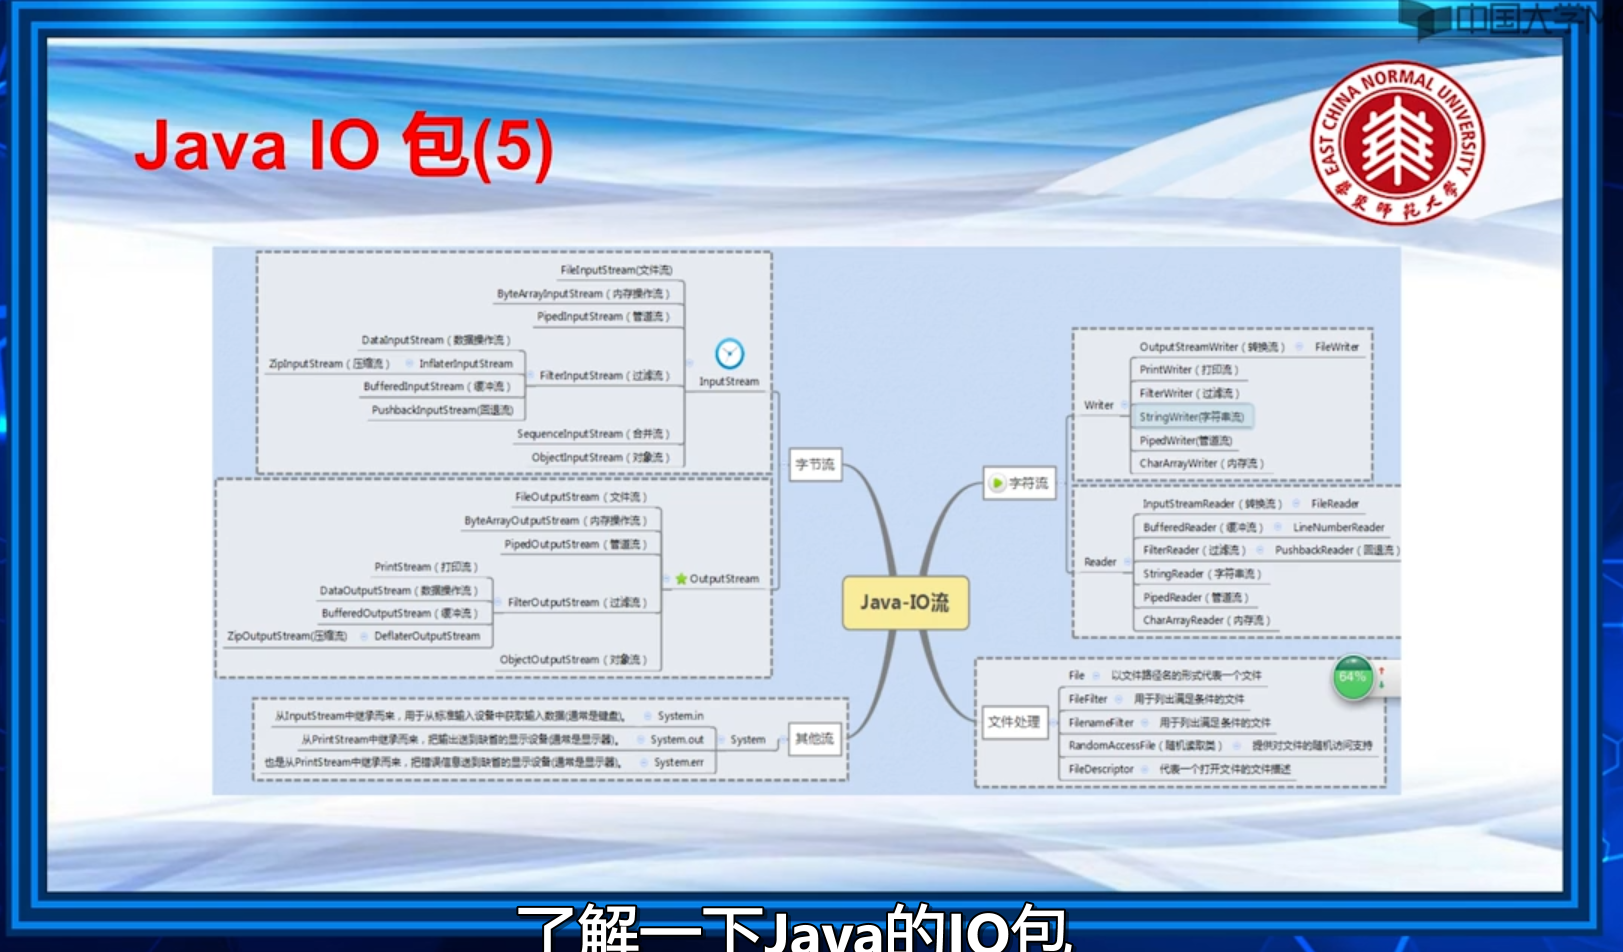 中国大学M
Java IO 包(5)
EAST CHINA NORMAL UNIVERSITY
华东师范大学
FileInputStream(文件流)
ByteArrayInputStream（内存操作流）
PipedInputStream（管道流）
DataInputStream（数据操作流）
ZipInputStream（压缩流） InflaterInputStream
BufferedInputStream（缓冲流）
PushbackInputStream(回退流)
FilterInputStream（过滤流）
SequenceInputStream（合并流）
ObjectInputStream（对象流）
InputStream
字节流
FileOutputStream（文件流）
ByteArrayOutputStream（内存操作流）
PipedOutputStream（管道流）
PrintStream（打印流）
DataOutputStream（数据操作流）
BufferedOutputStream（缓冲流）
ZipOutputStream(压缩流) DeflaterOutputStream
FilterOutputStream（过滤流）
ObjectOutputStream（对象流）
OutputStream
从InputStream中继承而来，用于从标准输入设备中获取输入数据(通常是键盘)。 System.in
从PrintStream中继承而来，把输出送到缺省的显示设备(通常是显示器)。 System.out
也是从PrintStream中继承而来，把错误信息送到缺省的显示设备(通常是显示器)。 System.err
System
其他流
Java-IO流
字符流
Writer
OutputStreamWriter（转换流） FileWriter
PrintWriter（打印流）
FilterWriter（过滤流）
StringWriter(字符串流)
PipedWriter(管道流)
CharArrayWriter（内存流）
Reader
InputStreamReader（转换流） FileReader
BufferedReader（缓冲流） LineNumberReader
FilterReader（过滤流） PushbackReader（回退流）
StringReader（字符串流）
PipedReader（管道流）
CharArrayReader（内存流）
文件处理
File 以文件路径名的形式代表一个文件
FileFilter 用于列出满足条件的文件
FilenameFilter 用于列出满足条件的文件
RandomAccessFile（随机读取类） 提供对文件的随机访问支持
FileDescriptor 代表一个打开文件的文件描述
64%
了解一下Java的IO包